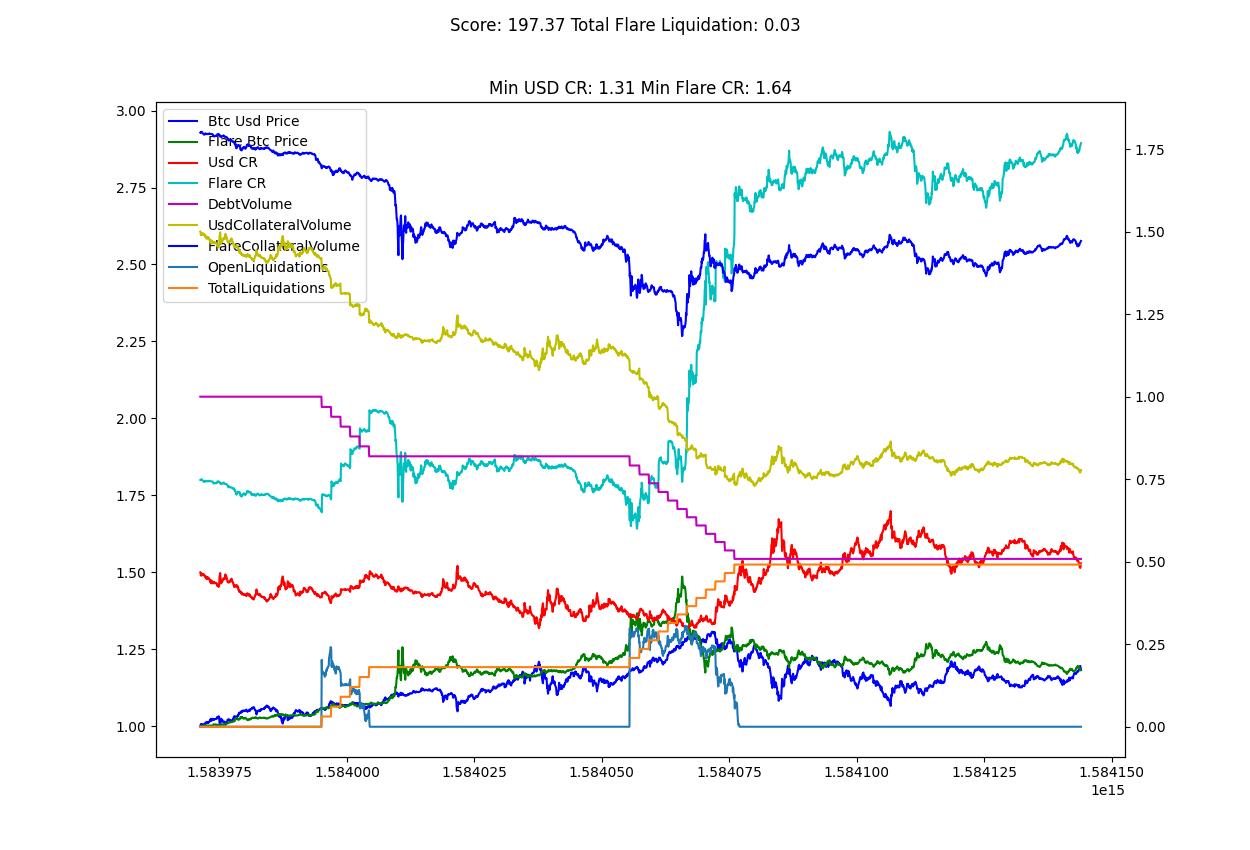 Score: 197.37 Total Flare Liquidation: 0.03
Min USD CR: 1.31 Min Flare CR: 1.64
3.00
2.75
2.50
2.25
2.00
1.75
1.50
1.25
1.00
Btc Usd Price
Flare Btc Price
Usd CR
Flare CR
DebtVolume
UsdCollateralVolume
FlareCollateralVolume
OpenLiquidations
TotalLiquidations
1.75
1.50
1.25
1.00
0.75
0.50
0.25
0.00
1.583975 1.584000 1.584025 1.584050 1.584075 1.584100 1.584125 1.584150
1e15